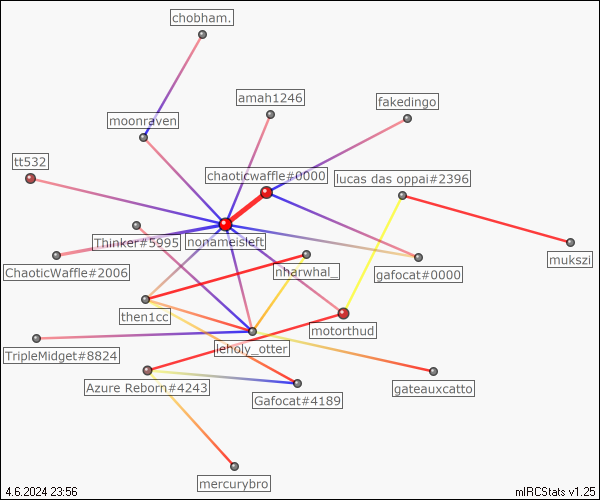 chobham.
amah1246
fakedingo
moonraven
tt532
chaoticwaffle#0000
lucas das oppai#2396
Thinker#5995
nonameisleft
mukszi
ChaoticWaffle#2006
nharwhal_
gafocat#0000
then1cc
motorthud
leholy_otter
TripleMidget#8824
Azure Reborn#4243
gateauxcatto
Gafocat#4189
mercurybro
4.6.2024 23:56
mIRCStats v1.25